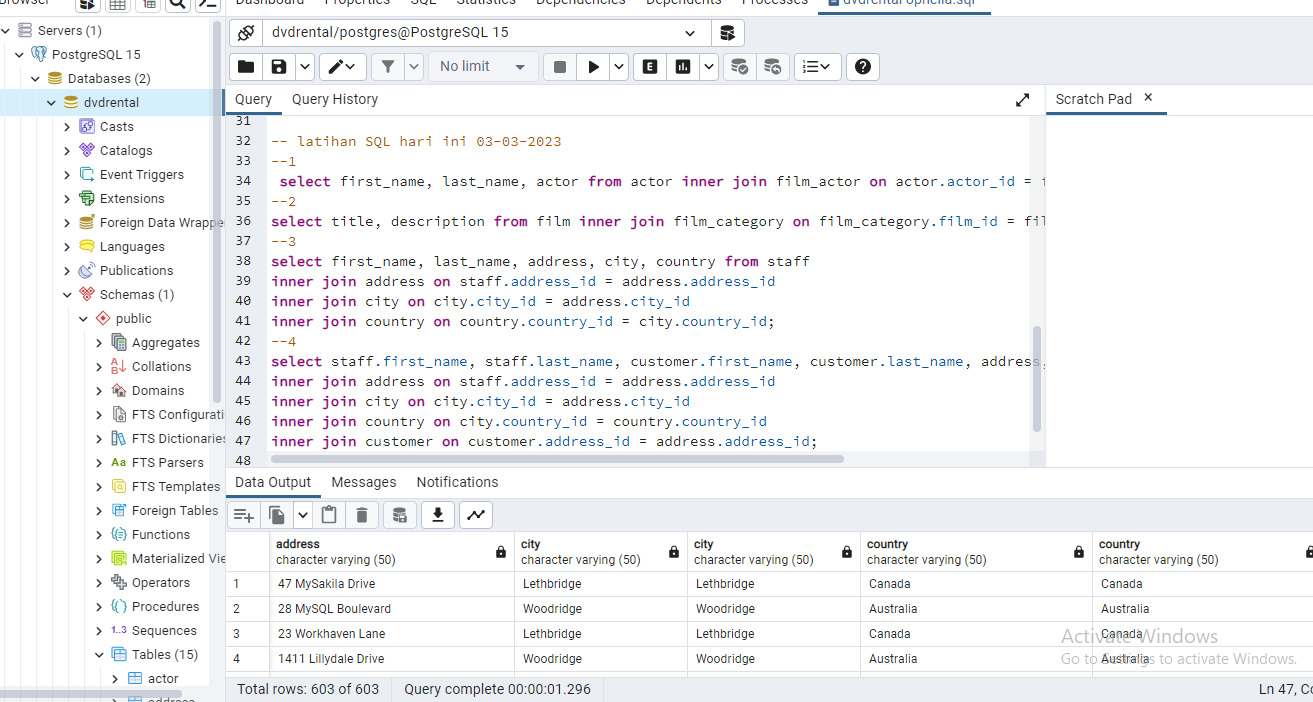 Browser
Dashboard Properties SQL Statistics Dependencies Dependents Processes dvdrental ophelia.sql
Servers (1)
PostgreSQL 15
Databases (2)
dvdrental
Casts
Catalogs
Event Triggers
Extensions
Foreign Data Wrappe
Languages
Publications
Schemas (1)
public
Aggregates
Collations
Domains
FTS Configurati
FTS Dictionaries
FTS Parsers
FTS Templates
Foreign Tables
Functions
Materialized Vie
Operators
Procedures
Sequences
Tables (15)
actor
address
dvdrental/postgres@PostgreSQL 15
No limit
Query Query History
Scratch Pad
31
32 -- latihan SQL hari ini 03-03-2023
33 --1
34 select first_name, last_name, actor from actor inner join film_actor on actor.actor_id = f
35 --2
36 select title, description from film inner join film_category on film_category.film_id = fil
37 --3
38 select first_name, last_name, address, city, country from staff
39 inner join address on staff.address_id = address.address_id
40 inner join city on city.city_id = address.city_id
41 inner join country on country.country_id = city.country_id;
42 --4
43 select staff.first_name, staff.last_name, customer.first_name, customer.last_name, address,
44 inner join address on staff.address_id = address.address_id
45 inner join city on city.city_id = address.city_id
46 inner join country on city.country_id = country.country_id
47 inner join customer on customer.address_id = address.address_id;
48
Data Output Messages Notifications
address city city country country
character varying (50) character varying (50) character varying (50) character varying (50) character varying (50)
1 47 MySakila Drive Lethbridge Lethbridge Canada Canada
2 28 MySQL Boulevard Woodridge Woodridge Australia Australia
3 23 Workhaven Lane Lethbridge Lethbridge Canada Canada
4 1411 Lillydale Drive Woodridge Woodridge Australia Australia
Activate Windows
Go to Settings to activate Windows.
Total rows: 603 of 603 Query complete 00:00:01.296 Ln 47, Co